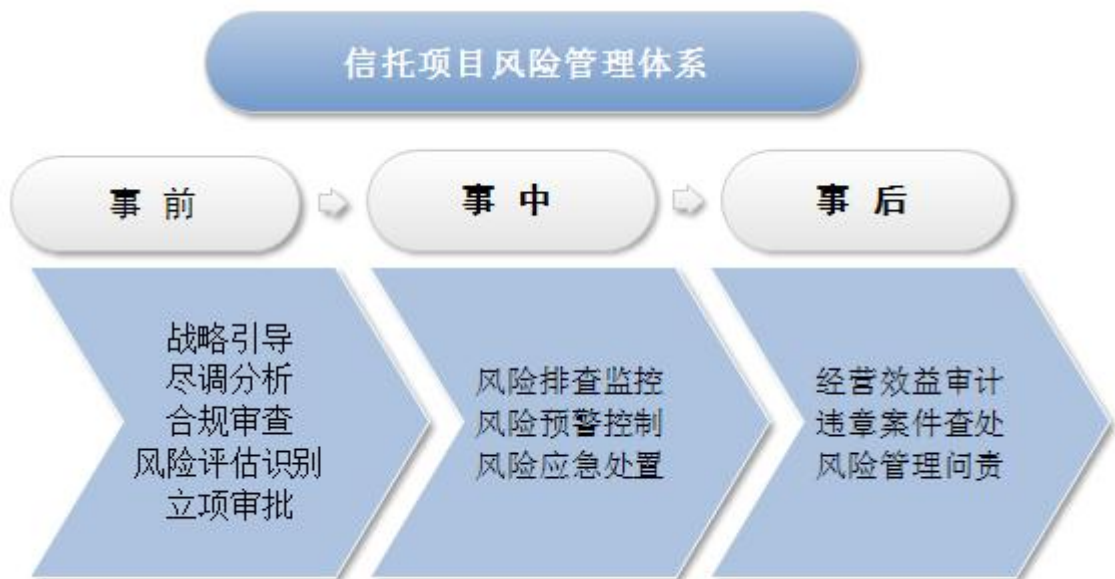 信托项目风险管理体系
事 前
事 中
事 后
战略引导
尽调分析
合规审查
风险评估识别
立项审批
风险排查监控
风险预警控制
风险应急处置
经营效益审计
违章案件查处
风险管理问责